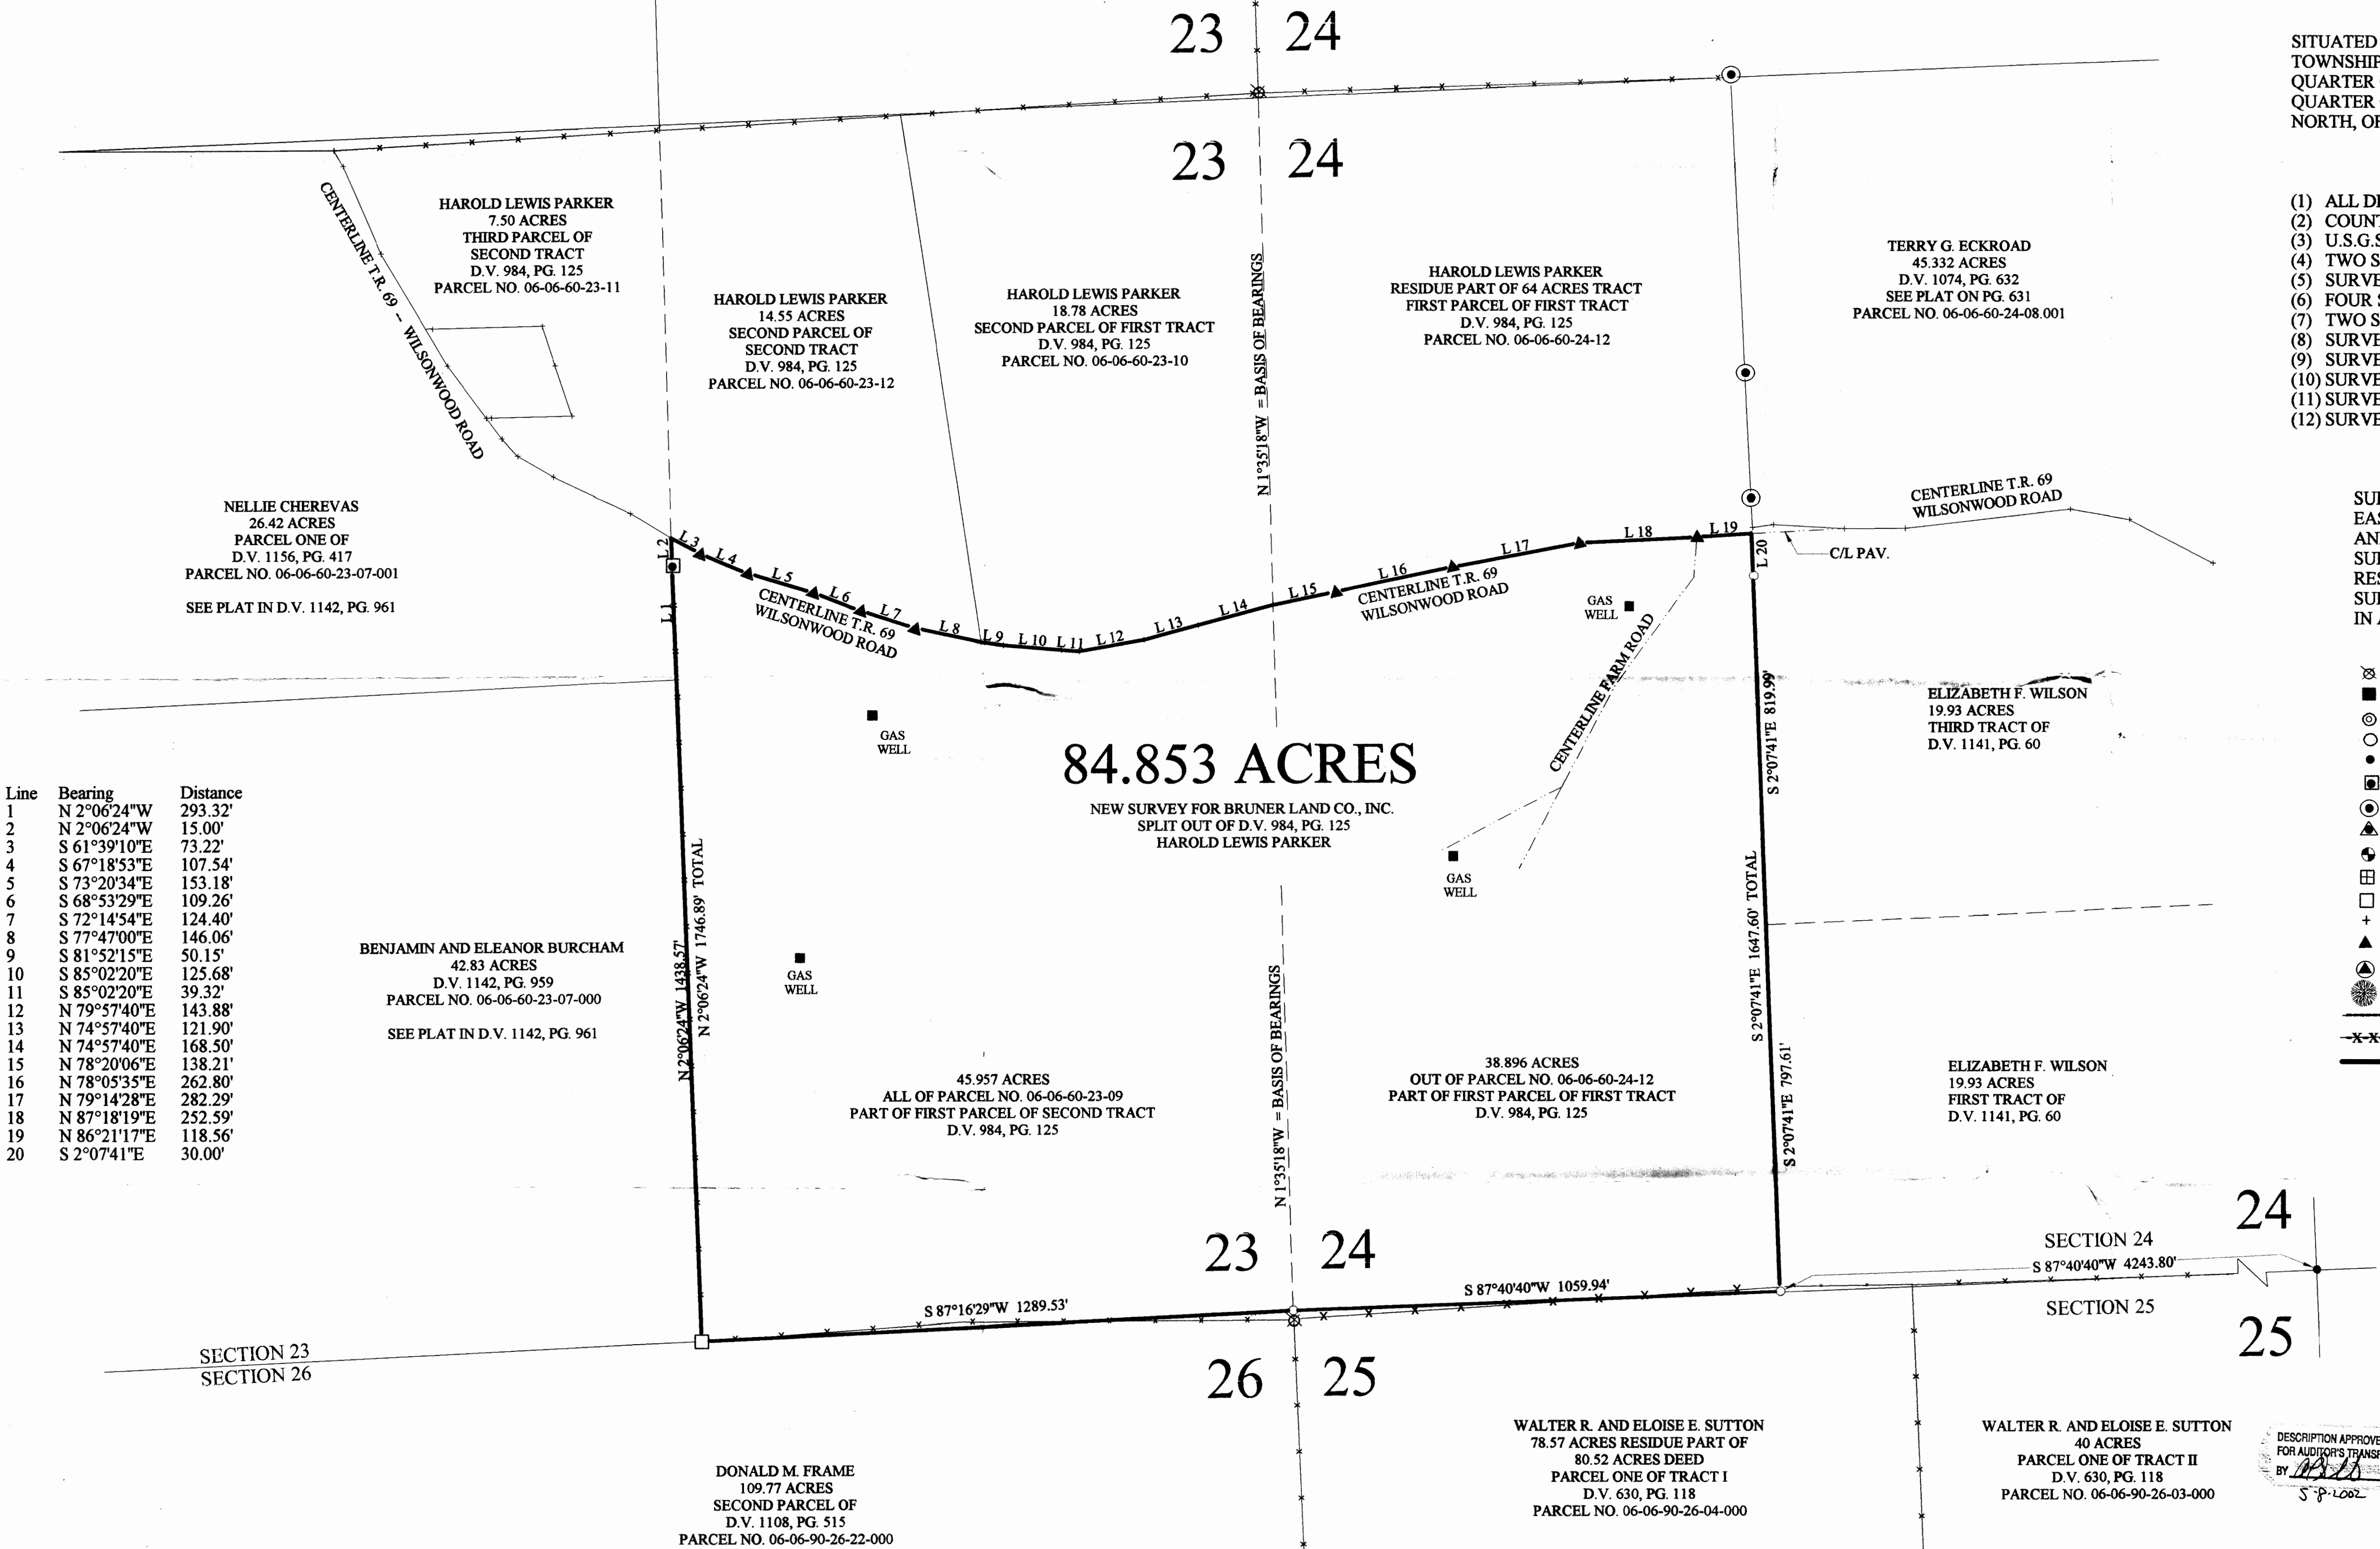 23 24
23 24
SITUATED
TOWNSHIP
QUARTER
QUARTER
NORTH, OF
(1) ALL DE
(2) COUNT
(3) U.S.G.S
(4) TWO S
(5) SURVE
(6) FOUR S
(7) TWO S
(8) SURVE
(9) SURVE
(10) SURVE
(11) SURVE
(12) SURVE
HAROLD LEWIS PARKER
7.50 ACRES
THIRD PARCEL OF
SECOND TRACT
D.V. 984, PG. 125
PARCEL NO. 06-06-60-23-11
CENTERLINE T.R. 69 -- WILSONWOOD ROAD
HAROLD LEWIS PARKER
14.55 ACRES
SECOND PARCEL OF
SECOND TRACT
D.V. 984, PG. 125
PARCEL NO. 06-06-60-23-12
HAROLD LEWIS PARKER
18.78 ACRES
SECOND PARCEL OF FIRST TRACT
D.V. 984, PG. 125
PARCEL NO. 06-06-60-23-10
N 1°35'18"W = BASIS OF BEARINGS
HAROLD LEWIS PARKER
RESIDUE PART OF 64 ACRES TRACT
FIRST PARCEL OF FIRST TRACT
D.V. 984, PG. 125
PARCEL NO. 06-06-60-24-12
TERRY G. ECKROAD
45.332 ACRES
D.V. 1074, PG. 632
SEE PLAT ON PG. 631
PARCEL NO. 06-06-60-24-08.001
NELLIE CHEREVAS
26.42 ACRES
PARCEL ONE OF
D.V. 1156, PG. 417
PARCEL NO. 06-06-60-23-07-001
SEE PLAT IN D.V. 1142, PG. 961
CENTERLINE T.R. 69
WILSONWOOD ROAD
C/L PAV.
L 1
L 2
L 3
L 4
L 5
L 6
L 7
L 8
L 9
L 10
L 11
L 12
L 13
L 14
L 15
L 16
L 17
L 18
L 19
L 20
CENTERLINE T.R. 69
WILSONWOOD ROAD
CENTERLINE T.R. 69
WILSONWOOD ROAD
GAS
WELL
CENTERLINE FARM ROAD
GAS
WELL
84.853 ACRES
NEW SURVEY FOR BRUNER LAND CO., INC.
SPLIT OUT OF D.V. 984, PG. 125
HAROLD LEWIS PARKER
GAS
WELL
GAS
WELL
S 2°07'41"E 819.99'
S 2°07'41"E 1647.60' TOTAL
S 2°07'41"E 797.61'
ELIZABETH F. WILSON
19.93 ACRES
THIRD TRACT OF
D.V. 1141, PG. 60
Line Bearing Distance
1 N 2°06'24"W 293.32'
2 N 2°06'24"W 15.00'
3 S 61°39'10"E 73.22'
4 S 67°18'53"E 107.54'
5 S 73°20'34"E 153.18'
6 S 68°53'29"E 109.26'
7 S 72°14'54"E 124.40'
8 S 77°47'00"E 146.06'
9 S 81°52'15"E 50.15'
10 S 85°02'20"E 125.68'
11 S 85°02'20"E 39.32'
12 N 79°57'40"E 143.88'
13 N 74°57'40"E 121.90'
14 N 74°57'40"E 168.50'
15 N 78°20'06"E 138.21'
16 N 78°05'35"E 262.80'
17 N 79°14'28"E 282.29'
18 N 87°18'19"E 252.59'
19 N 86°21'17"E 118.56'
20 S 2°07'41"E 30.00'
BENJAMIN AND ELEANOR BURCHAM
42.83 ACRES
D.V. 1142, PG. 959
PARCEL NO. 06-06-60-23-07-000
SEE PLAT IN D.V. 1142, PG. 961
N 2°06'24"W 1438.57'
N 2°06'24"W 1746.89' TOTAL
45.957 ACRES
ALL OF PARCEL NO. 06-06-60-23-09
PART OF FIRST PARCEL OF SECOND TRACT
D.V. 984, PG. 125
N 1°35'18"W = BASIS OF BEARINGS
38.896 ACRES
OUT OF PARCEL NO. 06-06-60-24-12
PART OF FIRST PARCEL OF FIRST TRACT
D.V. 984, PG. 125
ELIZABETH F. WILSON
19.93 ACRES
FIRST TRACT OF
D.V. 1141, PG. 60
23 24
24
SECTION 24
S 87°40'40"W 4243.80'
S 87°40'40"W 1059.94'
S 87°16'29"W 1289.53'
SECTION 25
25
SECTION 23
SECTION 26
26 25
DONALD M. FRAME
109.77 ACRES
SECOND PARCEL OF
D.V. 1108, PG. 515
PARCEL NO. 06-06-90-26-22-000
WALTER R. AND ELOISE E. SUTTON
78.57 ACRES RESIDUE PART OF
80.52 ACRES DEED
PARCEL ONE OF TRACT I
D.V. 630, PG. 118
PARCEL NO. 06-06-90-26-04-000
WALTER R. AND ELOISE E. SUTTON
40 ACRES
PARCEL ONE OF TRACT II
D.V. 630, PG. 118
PARCEL NO. 06-06-90-26-03-000
DESCRIPTION APPROVE
FOR AUDITOR'S TRANSF
BY
5-8-2002